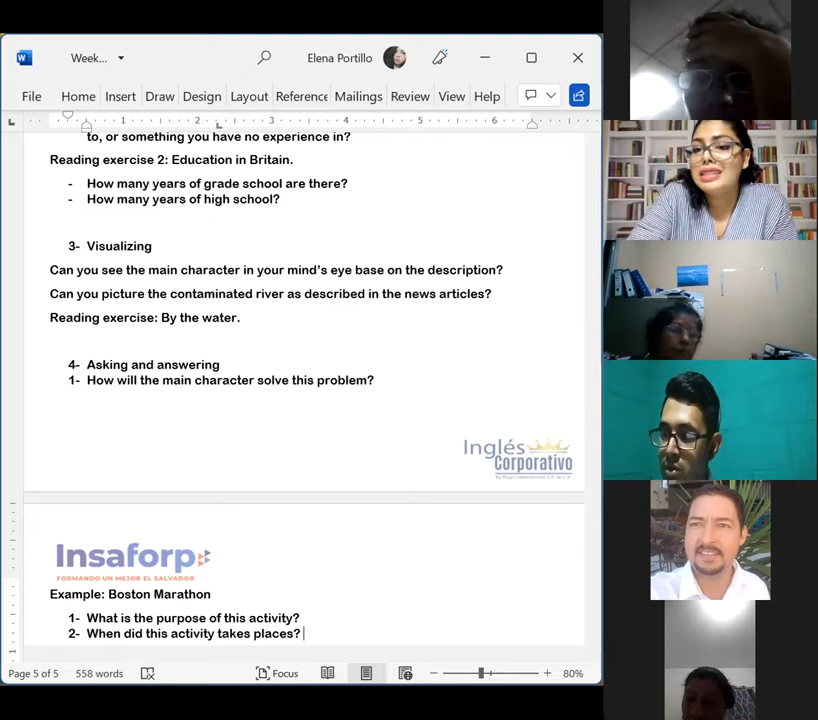 Week...
Elena Portillo
File Home Insert Draw Design Layout Reference Mailings Review View Help
1 2 3 4 5 6
to, or something you have no experience in?
Reading exercise 2: Education in Britain.
- How many years of grade school are there?
- How many years of high school?
3- Visualizing
Can you see the main character in your mind's eye base on the description?
Can you picture the contaminated river as described in the news articles?
Reading exercise: By the water.
4- Asking and answering
1- How will the main character solve this problem?
Inglés
Corporativo
Insaforp
FORMANDO UN MEJOR EL SALVADOR
Example: Boston Marathon
1- What is the purpose of this activity?
2- When did this activity takes places?
Page 5 of 5 558 words Focus 80%